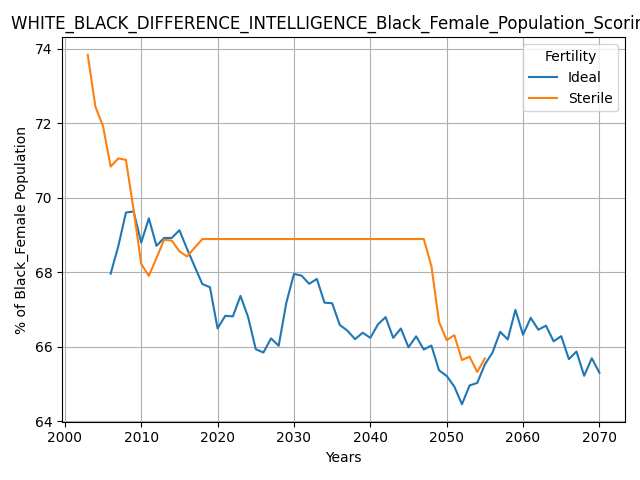 WHITE_BLACK_DIFFERENCE_INTELLIGENCE_Black_Female_Population_Scorin
74
72
70
68
66
64
% of Black_Female Population
Fertility
Ideal
Sterile
2000 2010 2020 2030 2040 2050 2060 2070
Years